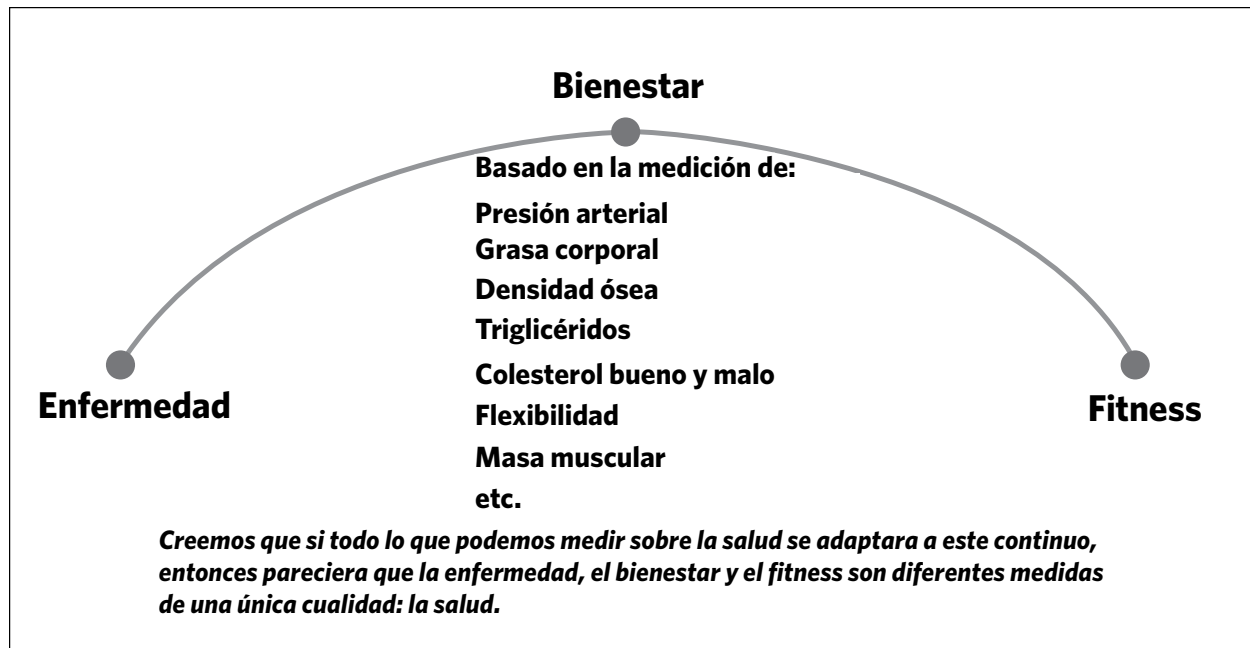 Bienestar
Basado en la medición de:
Presión arterial
Grasa corporal
Densidad ósea
Triglicéridos
Colesterol bueno y malo
Flexibilidad
Masa muscular
etc.
Enfermedad
Fitness
Creemos que si todo lo que podemos medir sobre la salud se adaptara a este continuo,
entonces pareciera que la enfermedad, el bienestar y el fitness son diferentes medidas
de una única cualidad: la salud.